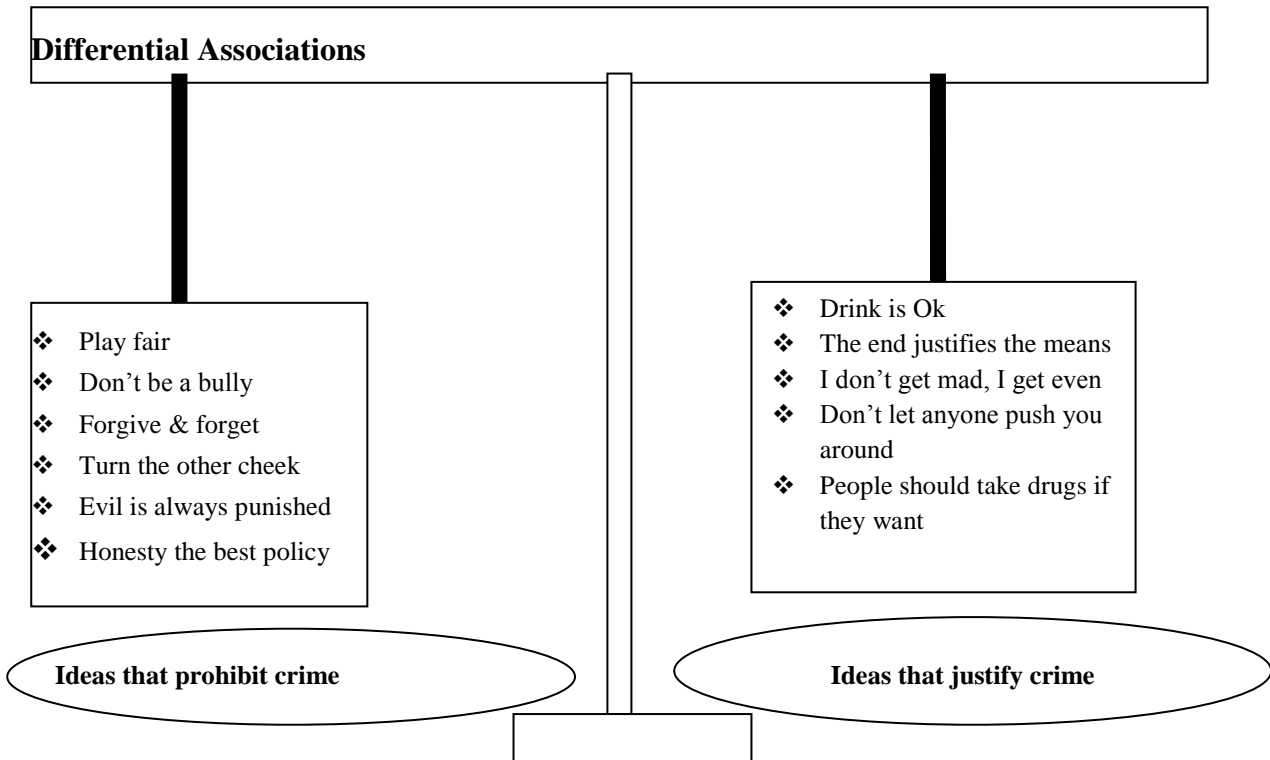 Differential Associations
❖ Play fair
❖ Don’t be a bully
❖ Forgive & forget
❖ Turn the other cheek
❖ Evil is always punished
❖ Honesty the best policy
❖ Drink is Ok
❖ The end justifies the means
❖ I don’t get mad, I get even
❖ Don’t let anyone push you
around
❖ People should take drugs if
they want
Ideas that prohibit crime
Ideas that justify crime